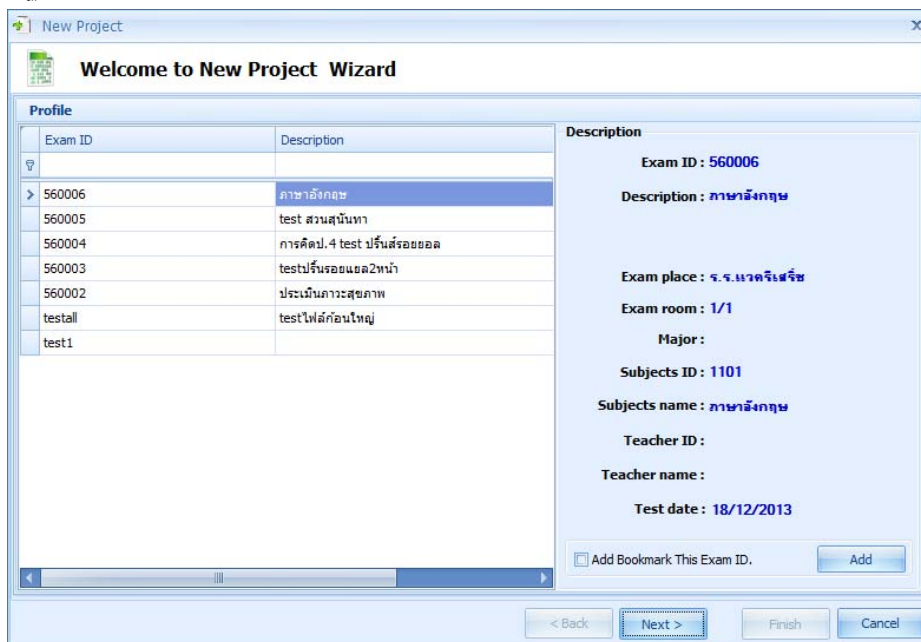 New Project
Welcome to New Project Wizard
Profile
Exam ID Description
560006 ภาษาอังกฤษ
560005 test สวนสุนันทา
560004 การคิดป.4 test ปริ้นส์รอยยอล
560003 testปริ้นรอยแยล2หน้า
560002 ประเมินภาวะสุขภาพ
testall testไฟล์ก้อนใหญ่
test1
Description
Exam ID : 560006
Description : ภาษาอังกฤษ
Exam place : ร.ร.แวครีเสริ์ช
Exam room : 1/1
Major :
Subjects ID : 1101
Subjects name : ภาษาอังกฤษ
Teacher ID :
Teacher name :
Test date : 18/12/2013
Add Bookmark This Exam ID. Add
< Back Next > Finish Cancel